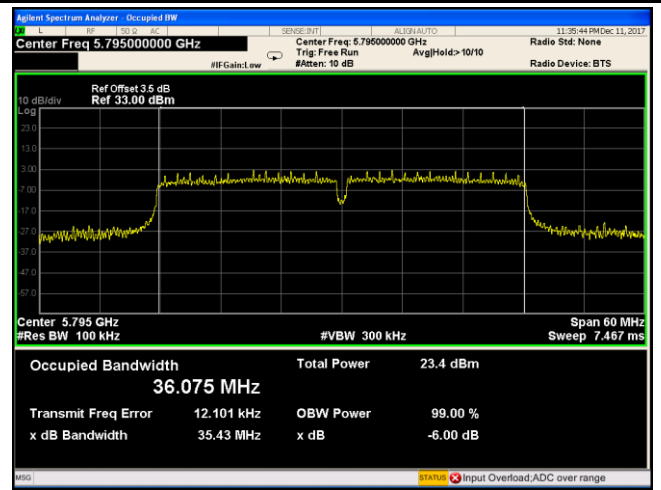 Agilent Spectrum Analyzer - Occupied BW
L RF 50 Ω AC SENSE:INT ALIGN AUTO 11:35:44 PM Dec 11, 2017
Center Freq 5.795000000 GHz Center Freq: 5.795000000 GHz Radio Std: None
Trig: Free Run Avg|Hold:> 10/10
#IFGain:Low #Atten: 10 dB Radio Device: BTS
Ref Offset 3.5 dB
10 dB/div Ref 33.00 dBm
Log
23.0
13.0
3.00
-7.00
-17.0
-27.0
-37.0
-47.0
-57.0
Center 5.795 GHz Span 60 MHz
#Res BW 100 kHz #VBW 300 kHz Sweep 7.467 ms
Occupied Bandwidth Total Power 23.4 dBm
36.075 MHz
Transmit Freq Error 12.101 kHz OBW Power 99.00 %
x dB Bandwidth 35.43 MHz x dB -6.00 dB
MSG STATUS Input Overload;ADC over range